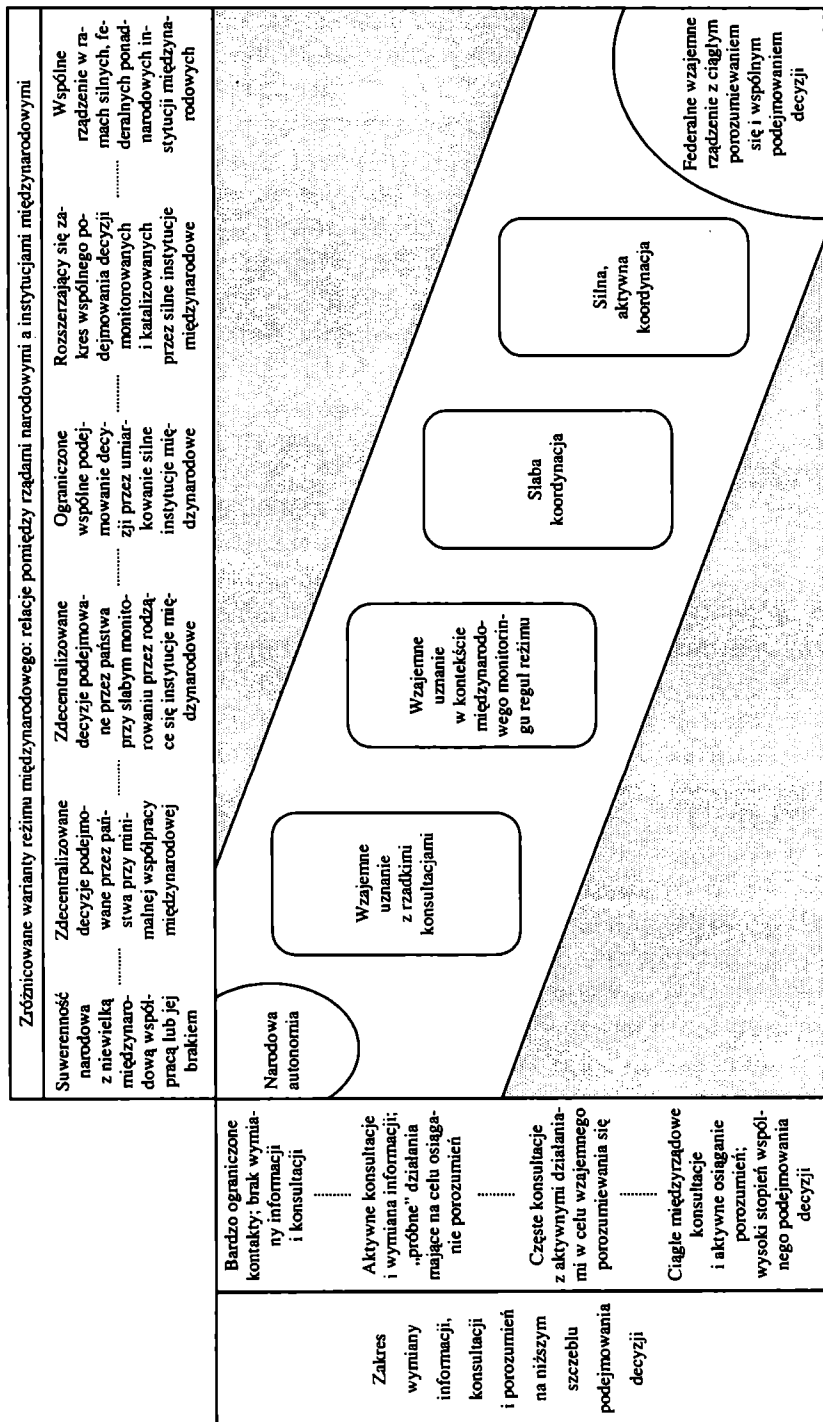 Zróżnicowane warianty reżimu międzynarodowego: relacje pomiędzy rządami narodowymi a instytucjami międzynarodowymi
Suwerenność
narodowa
z niewielką
międzynaro-
dową współ-
pracą lub jej
brakiem
Zdecentralizowane
decyzje podejmo-
wane przez pań-
stwa przy mini-
malnej współpracy
międzynarodowej
Zdecentralizowane
decyzje podejmowa-
ne przez państwa
przy słabym monito-
rowaniu przez rodzą-
ce się instytucje mię-
dzynarodowe
Ograniczone
wspólne podej-
mowanie decy-
zji przez umiar-
kowanie silne
instytucje mię-
dzynarodowe
Rozszerzający się za-
kres wspólnego po-
dejmowania decyzji
monitorowanych
i katalizowanych
przez silne instytucje
międzynarodowe
Wspólne
rządzenie w ra-
mach silnych, fe-
deralnych ponad-
narodowych in-
stytucji międzyna-
rodowych
Zakres
wymiany
informacji,
konsultacji
i porozumień
na niższym
szczeblu
podejmowania
decyzji
Bardzo ograniczone
kontakty; brak wymia-
ny informacji
i konsultacji
Aktywne konsultacje
i wymiana informacji;
„próbne” działania
mające na celu osiąga-
nie porozumień
Częste konsultacje
z aktywnymi działania-
mi w celu wzajemnego
porozumiewania się
Ciągłe międzyrządowe
konsultacje
i aktywne osiąganie
porozumień;
wysoki stopień wspól-
nego podejmowania
decyzji
Narodowa
autonomia
Wzajemne
uznanie
z rzadkimi
konsultacjami
Wzajemne
uznanie
w kontekście
międzynarodo-
wego monitorin-
gu reguł reżimu
Słaba
koordynacja
Silna,
aktywna
koordynacja
Federalne wzajemne
rządzenie z ciągłym
porozumiewaniem
się i wspólnym
podejmowaniem
decyzji